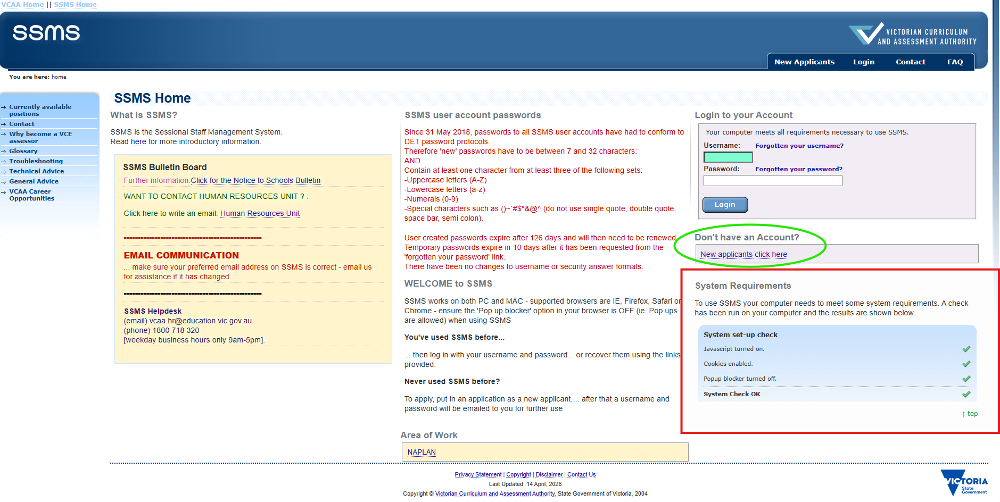 VCAA Home || SSMS Home
ssms
VICTORIAN CURRICULUM
AND ASSESSMENT AUTHORITY
New Applicants
Login
Contact
FAQ
You are here: home
Currently available
positions
Contact
Why become a VCE
assessor
Glossary
Troubleshooting
Technical Advice
General Advice
VCAA Career
Opportunities
SSMS Home
What is SSMS?
SSMS is the Sessional Staff Management System.
Read here for more introductory information.
SSMS Bulletin Board
Further information:Click for the Notice to Schools Bulletin
WANT TO CONTACT HUMAN RESOURCES UNIT ? :
Click here to write an email: Human Resources Unit
------------------------------------------------
EMAIL COMMUNICATION
... make sure your preferred email address on SSMS is correct - email us
for assistance if it has changed.
------------------------------------------------
SSMS Helpdesk
(email) vcaa.hr@education.vic.gov.au
(phone) 1800 718 320
[weekday business hours only 9am-5pm].
SSMS user account passwords
Since 31 May 2018, passwords to all SSMS user accounts have had to conform to
DET password protocols.
Therefore 'new' passwords have to be between 7 and 32 characters:
AND
Contain at least one character from at least three of the following sets:
-Uppercase letters (A-Z)
-Lowercase letters (a-z)
-Numerals (0-9)
-Special characters such as ()~`#$*&@^ (do not use single quote, double quote,
space bar, semi colon).
User created passwords expire after 126 days and will then need to be renewed.
Temporary passwords expire in 10 days after it has been requested from the
'forgotten your password' link.
There have been no changes to username or security answer formats.
WELCOME to SSMS
SSMS works on both PC and MAC - supported browsers are IE, Firefox, Safari or
Chrome - ensure the 'Pop up blocker' option in your browser is OFF (ie. Pop ups
are allowed) when using SSMS
You've used SSMS before...
... then log in with your username and password... or recover them using the links
provided.
Never used SSMS before?
To apply, put in an application as a new applicant.... after that a username and
password will be emailed to you for further use
Area of Work
NAPLAN
Login to your Account
Your computer meets all requirements necessary to use SSMS.
Username: Forgotten your username?
Password: Forgotten your password?
Login
Don't have an Account?
New applicants click here
System Requirements
To use SSMS your computer needs to meet some system requirements. A check
has been run on your computer and the results are shown below.
System set-up check
Javascript turned on.
Cookies enabled.
Popup blocker turned off.
System Check OK
↑ top
Privacy Statement | Copyright | Disclaimer | Contact Us
Last Updated: 14 April, 2026
Copyright © Victorian Curriculum and Assessment Authority, State Government of Victoria, 2004
VICTORIA
State
Government